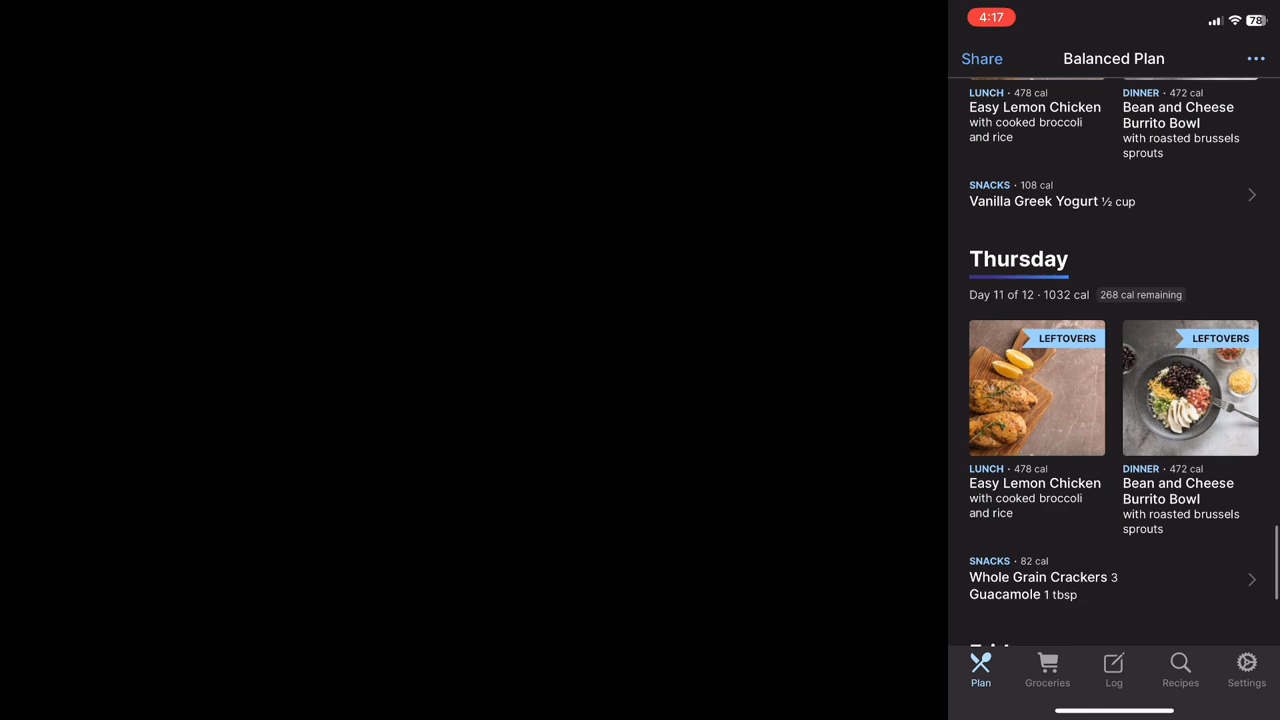 4:17
78
Share
Balanced Plan
LUNCH · 478 cal
Easy Lemon Chicken
with cooked broccoli
and rice
DINNER · 472 cal
Bean and Cheese
Burrito Bowl
with roasted brussels
sprouts
SNACKS · 108 cal
Vanilla Greek Yogurt ½ cup
Thursday
Day 11 of 12 · 1032 cal 268 cal remaining
LEFTOVERS
LEFTOVERS
LUNCH · 478 cal
Easy Lemon Chicken
with cooked broccoli
and rice
DINNER · 472 cal
Bean and Cheese
Burrito Bowl
with roasted brussels
sprouts
SNACKS · 82 cal
Whole Grain Crackers 3
Guacamole 1 tbsp
Plan
Groceries
Log
Recipes
Settings